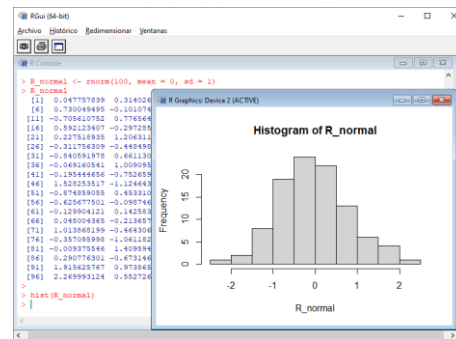 RGui (64-bit)
Archivo Histórico Redimensionar Ventanas
R Console
> R_normal <- rnorm(100, mean = 0, sd = 1)
> R_normal
[1] 0.047757839 0.314026
[6] 0.730049495 -0.101074
[11] -0.705610752 0.776564
[16] 0.592123407 -0.297285
[21] 0.227518935 1.206311
[26] -0.311756309 -0.448498
[31] -0.840591978 0.661130
[36] -0.069160541 1.009095
[41] -0.195444656 -0.752659
[46] 1.528253517 -1.124643
[51] -0.874859055 0.453310
[56] -0.625677501 -0.098746
[61] -0.129904121 0.142583
[66] 0.048004365 -0.213657
[71] 1.013868199 -0.464306
[76] -0.357095998 -1.061182
[81] -0.009375546 1.409594
[86] 0.290776301 -0.673146
[91] 1.915625767 0.973865
[96] 2.269993124 0.552726
>
> hist(R_normal)
>
R Graphics: Device 2 (ACTIVE)
Histogram of R_normal
Frequency
20
15
10
5
0
-2 -1 0 1 2
R_normal